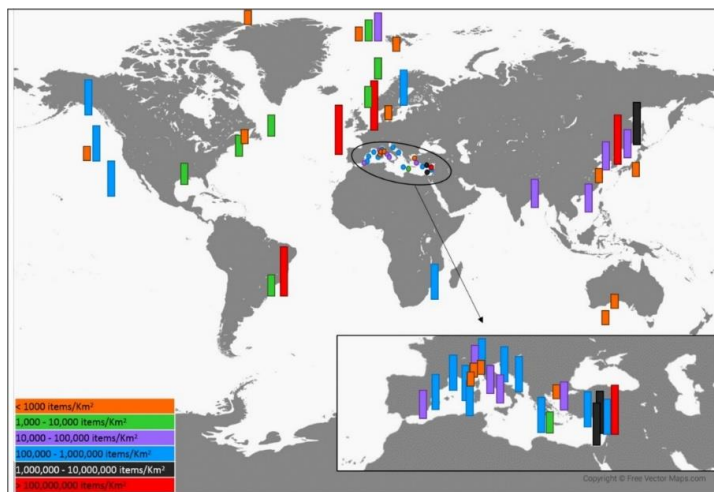 < 1000 items/Km²
1,000 - 10,000 items/Km²
10,000 - 100,000 items/Km²
100,000 - 1,000,000 items/Km²
1,000,000 - 10,000,000 items/Km²
> 100,000,000 items/Km²
Copyright © Free Vector Maps.com